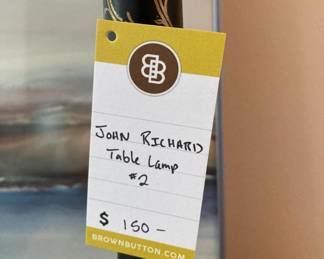 JOHN RICHARD
Table Lamp
#2
$ 150 -
BROWNBUTTON.COM